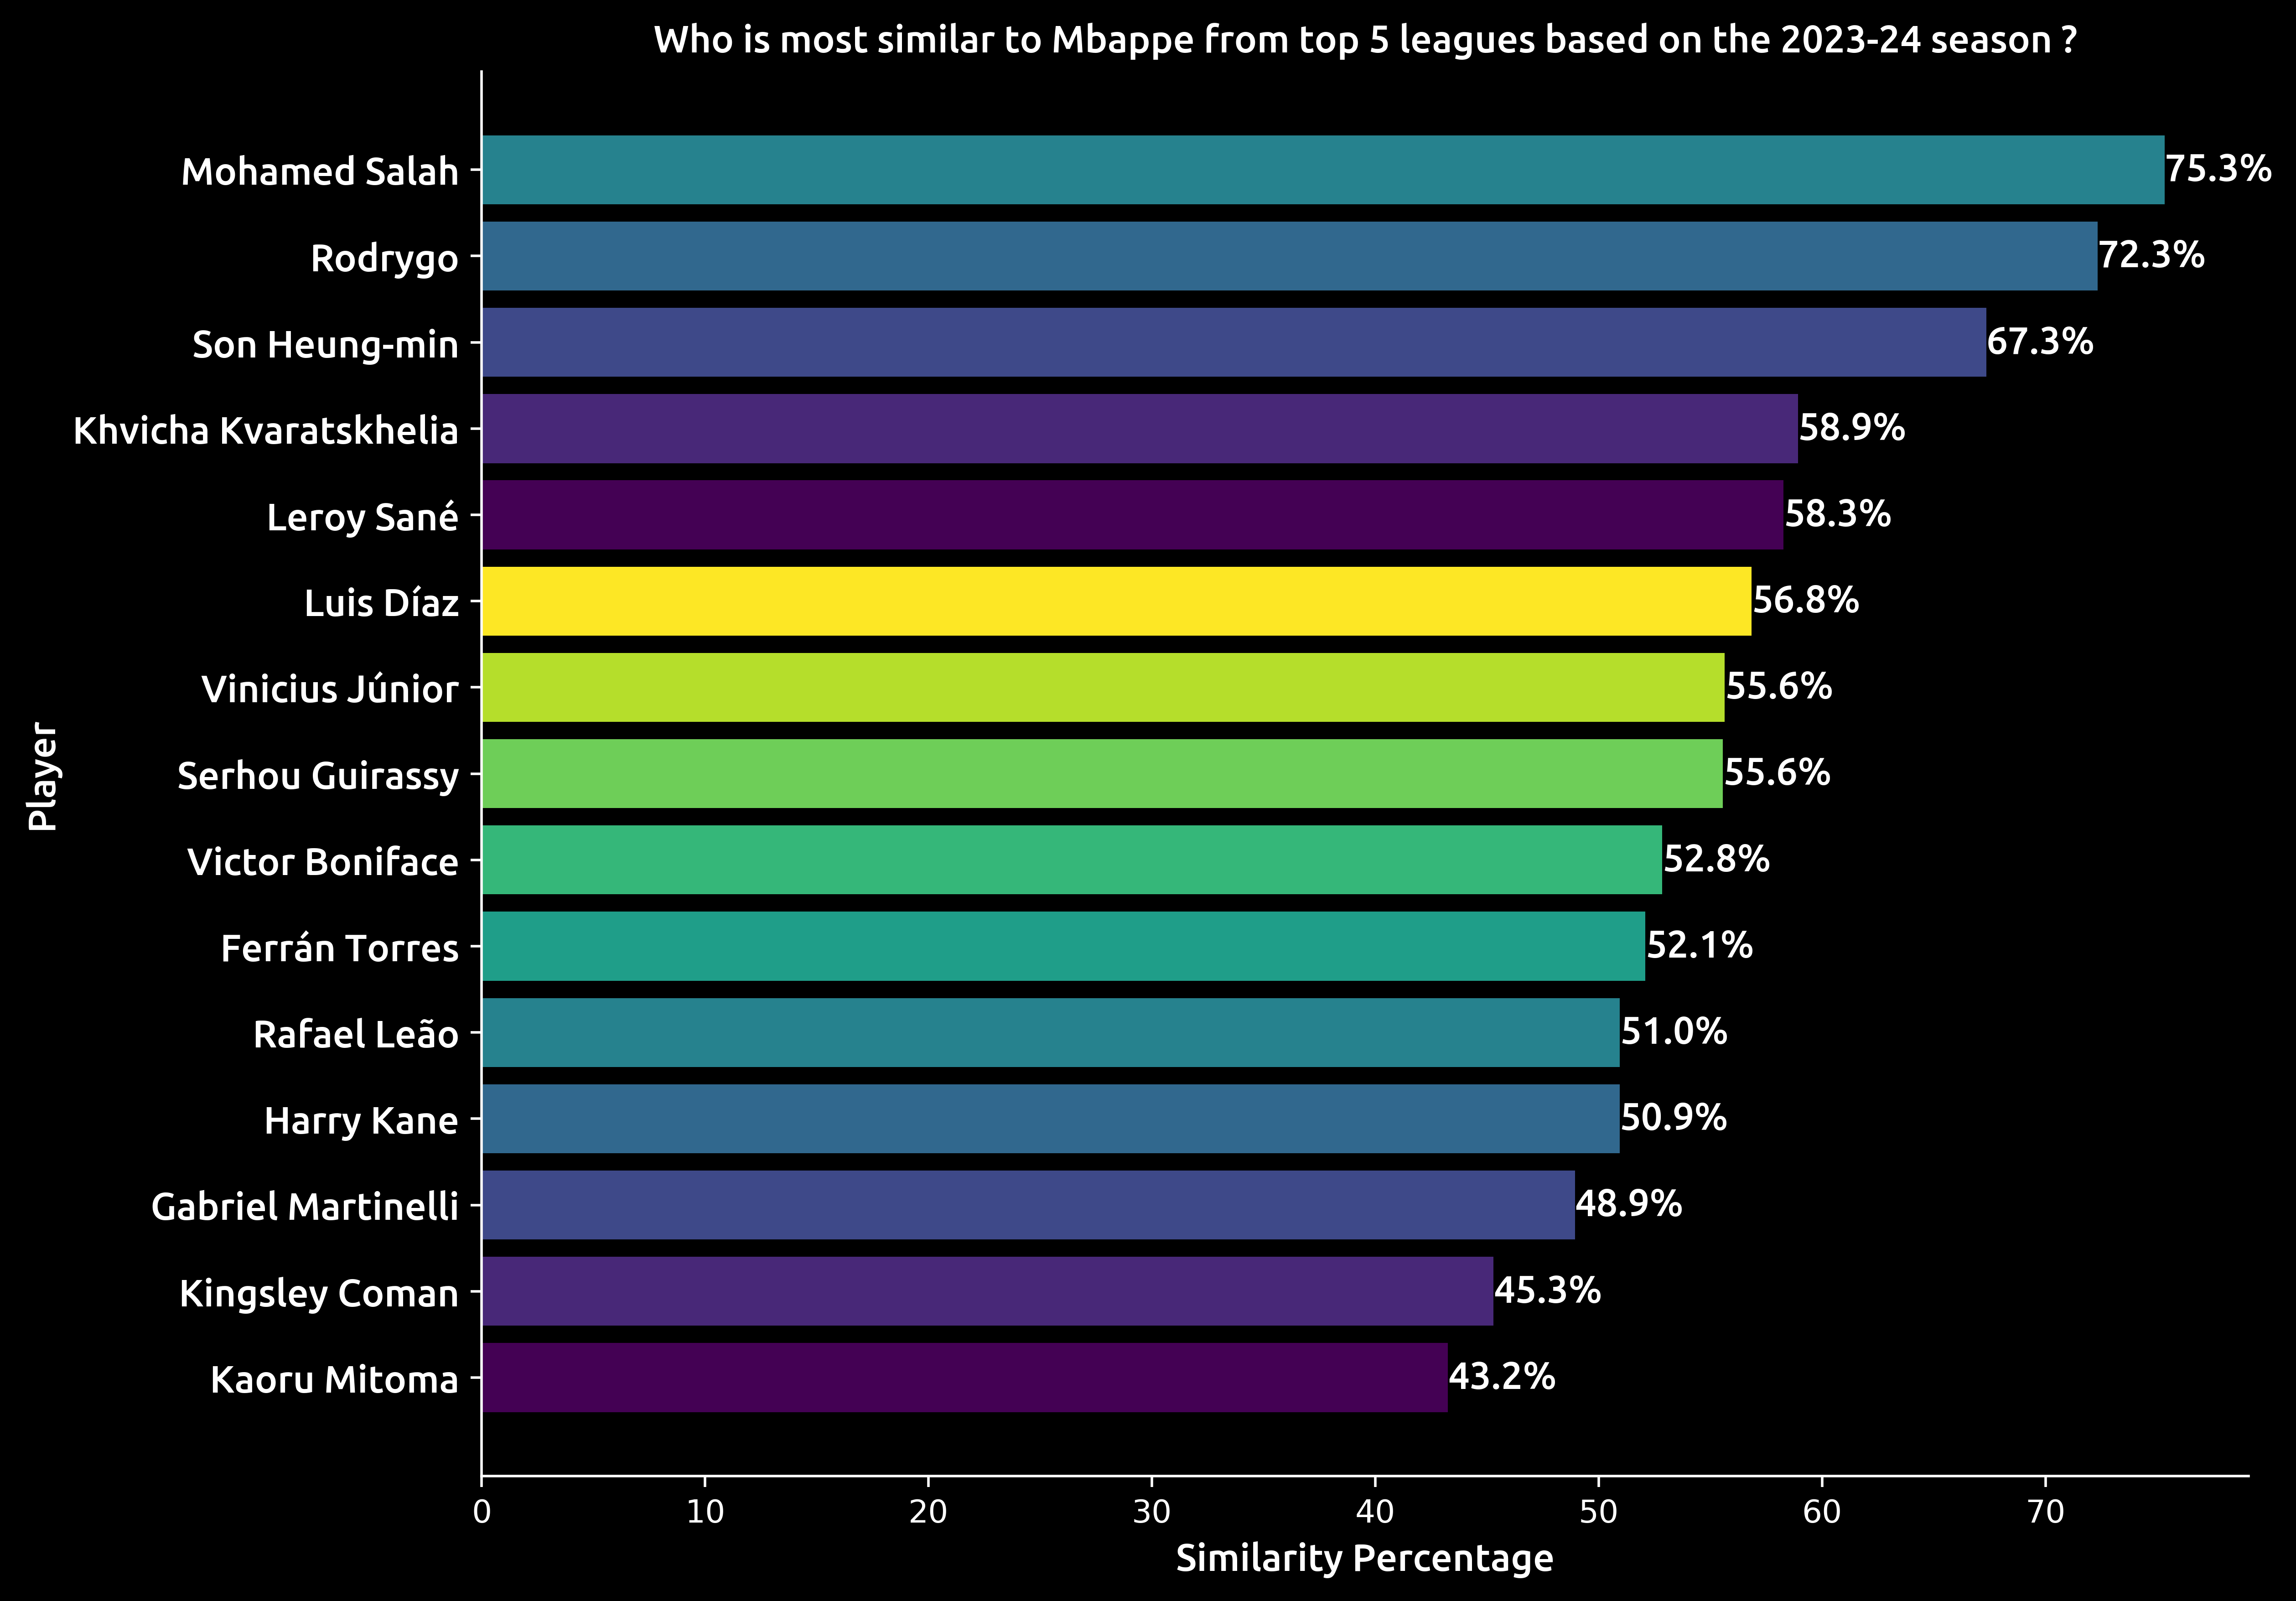 Who is most similar to Mbappe from top 5 leagues based on the 2023-24 season ?
Mohamed Salah 75.3%
Rodrygo 72.3%
Son Heung-min 67.3%
Khvicha Kvaratskhelia 58.9%
Leroy Sané 58.3%
Luis Díaz 56.8%
Vinicius Júnior 55.6%
Serhou Guirassy 55.6%
Victor Boniface 52.8%
Ferrán Torres 52.1%
Rafael Leão 51.0%
Harry Kane 50.9%
Gabriel Martinelli 48.9%
Kingsley Coman 45.3%
Kaoru Mitoma 43.2%
Player
0 10 20 30 40 50 60 70
Similarity Percentage